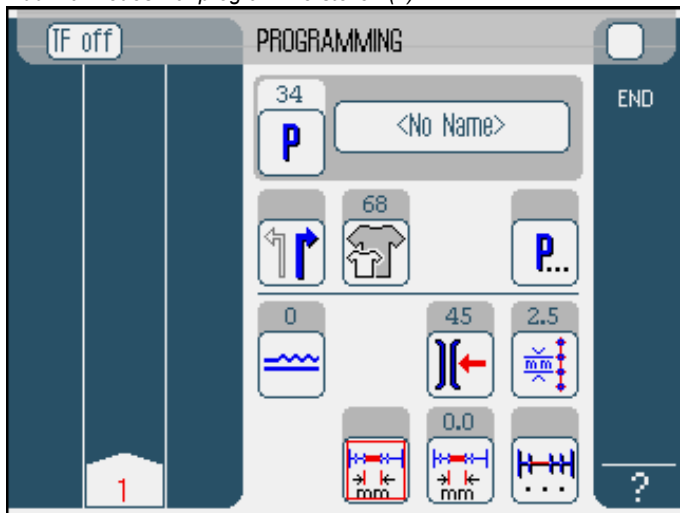 TF off
PROGRAMMING
34
P
<No Name>
END
68
P...
0
45
2.5
mm
0.0
mm
mm
1
?